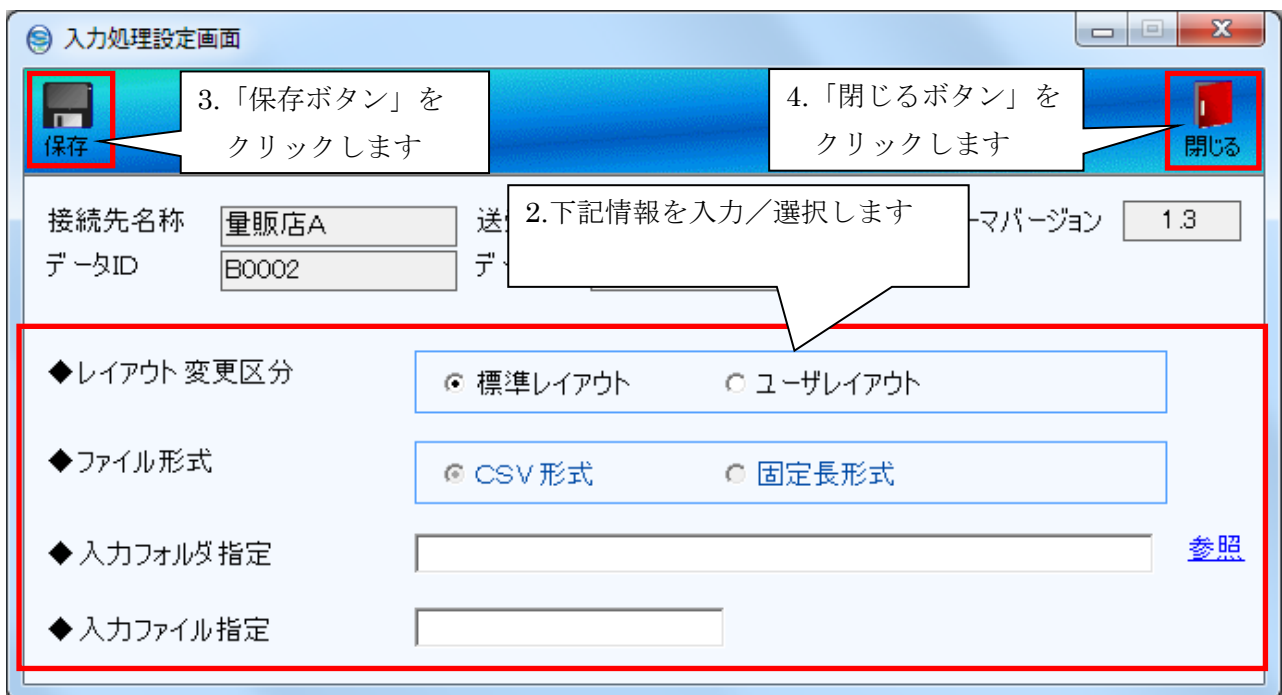 入力処理設定画面
保存
3.「保存ボタン」を
クリックします
4.「閉じるボタン」を
クリックします
閉じる
2.下記情報を入力／選択します
接続先名称 量販店A
マバージョン 1.3
データID B0002
◆レイアウト変更区分 標準レイアウト ユーザレイアウト
◆ファイル形式 CSV形式 固定長形式
◆入力フォルダ指定 参照
◆入力ファイル指定